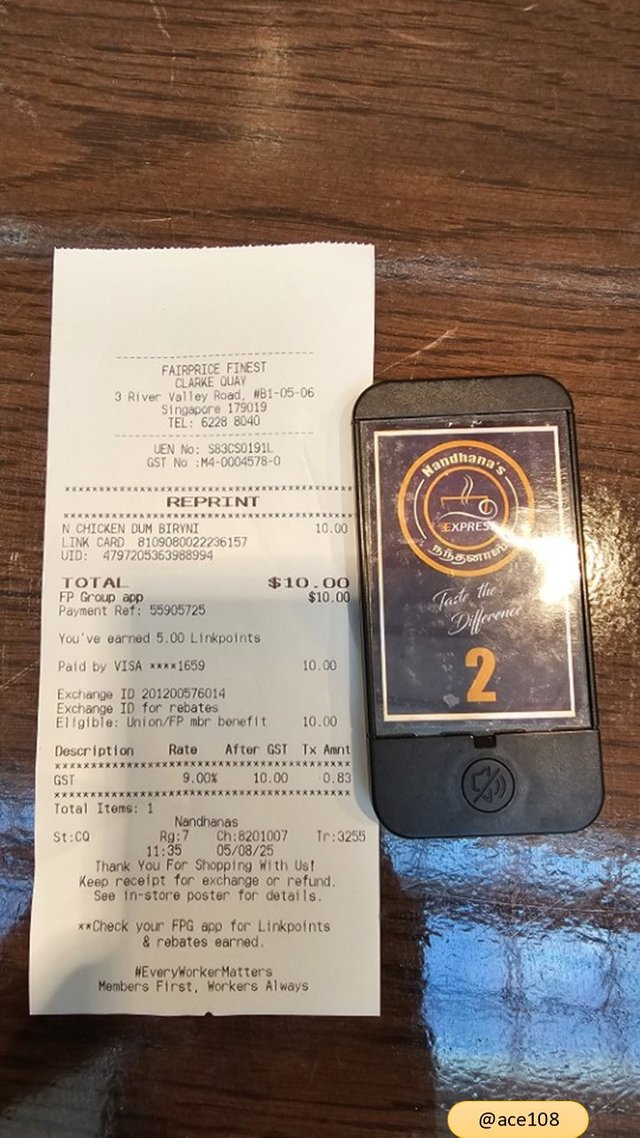 FAIRPRICE FINEST
CLARKE QUAY
3 River Valley Road, #B1-05-06
Singapore 179019
TEL: 6228 8040
UEN No: S83CS0191L
GST No :M4-0004578-0
REPRINT
N CHICKEN DUM BIRYNI 10.00
LINK CARD 8109080022236157
UID: 4797205363988994
TOTAL $10.00
FP Group app $10.00
Payment Ref: 55905725
You've earned 5.00 Linkpoints
Paid by VISA ****1659 10.00
Exchange ID 201200576014
Exchange ID for rebates
Eligible: Union/FP mbr benefit 10.00
Description Rate After GST Tx Amnt
GST 9.00% 10.00 0.83
Total Items: 1
Nandhanas
St:CQ Rg:7 Ch:8201007 Tr:3255
11:35 05/08/25
Thank You For Shopping With Us!
Keep receipt for exchange or refund.
See in-store poster for details.
**Check your FPG app for Linkpoints
& rebates earned.
#EveryWorkerMatters
Members First, Workers Always
Nandhana's
EXPRESS
நந்தனாஸ்
Taste the
Difference
2
@ace108